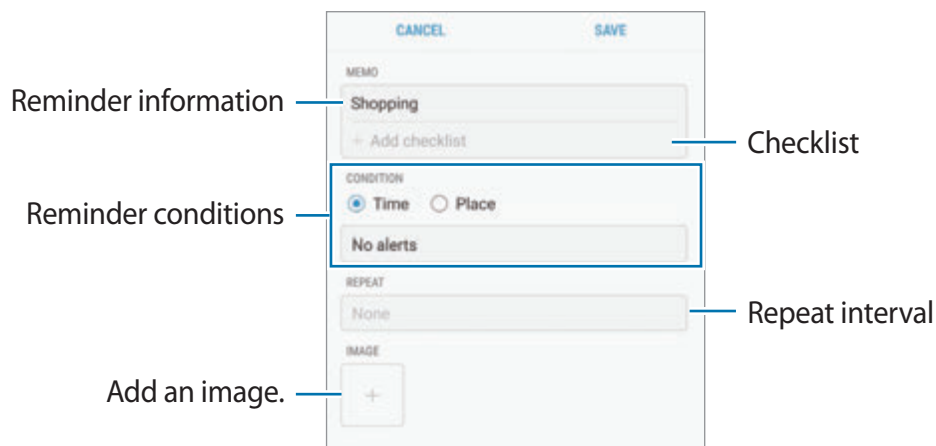 CANCEL SAVE
MEMO
Reminder information
Shopping
+ Add checklist
Checklist
CONDITION
Reminder conditions
Time Place
No alerts
REPEAT
None
Repeat interval
IMAGE
Add an image.
+